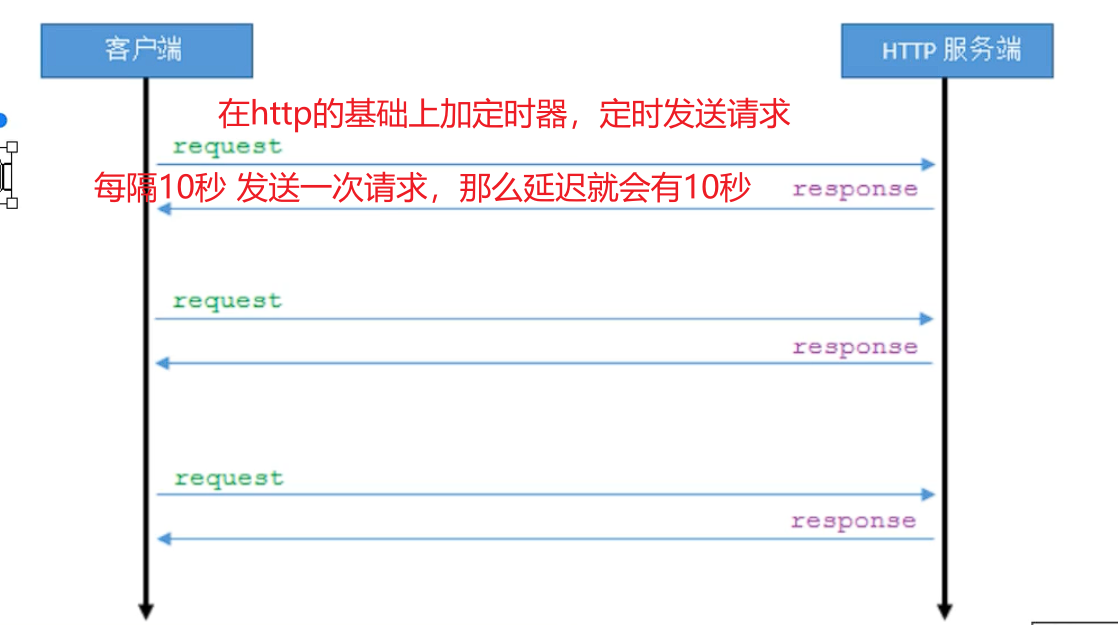 客户端
HTTP 服务端
在http的基础上加定时器，定时发送请求
request
每隔10秒 发送一次请求，那么延迟就会有10秒
response
request
response
request
response